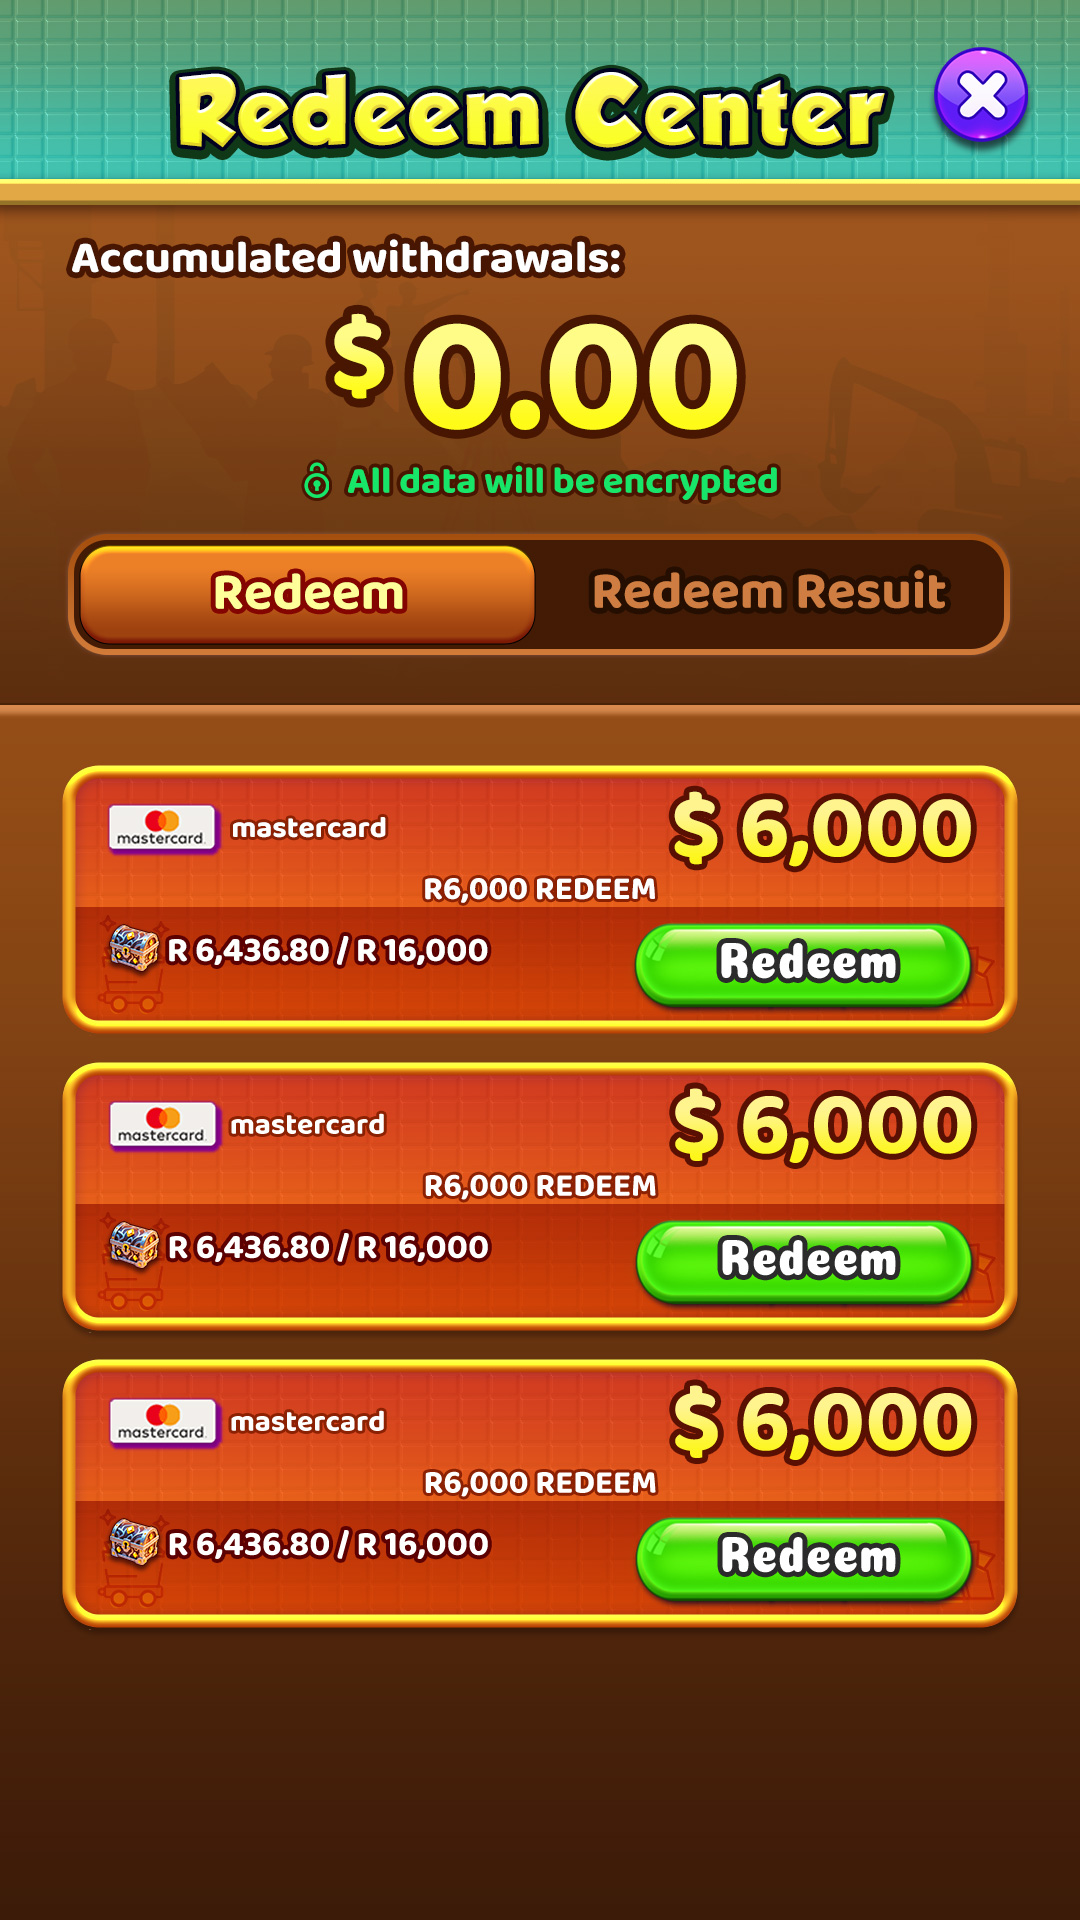 Redeem Center
Accumulated withdrawals:
$ 0.00
All data will be encrypted
Redeem
Redeem Resuit
mastercard.
mastercard
$ 6,000
R6,000 REDEEM
R 6,436.80 / R 16,000
Redeem
mastercard.
mastercard
$ 6,000
R6,000 REDEEM
R 6,436.80 / R 16,000
Redeem
mastercard.
mastercard
$ 6,000
R6,000 REDEEM
R 6,436.80 / R 16,000
Redeem